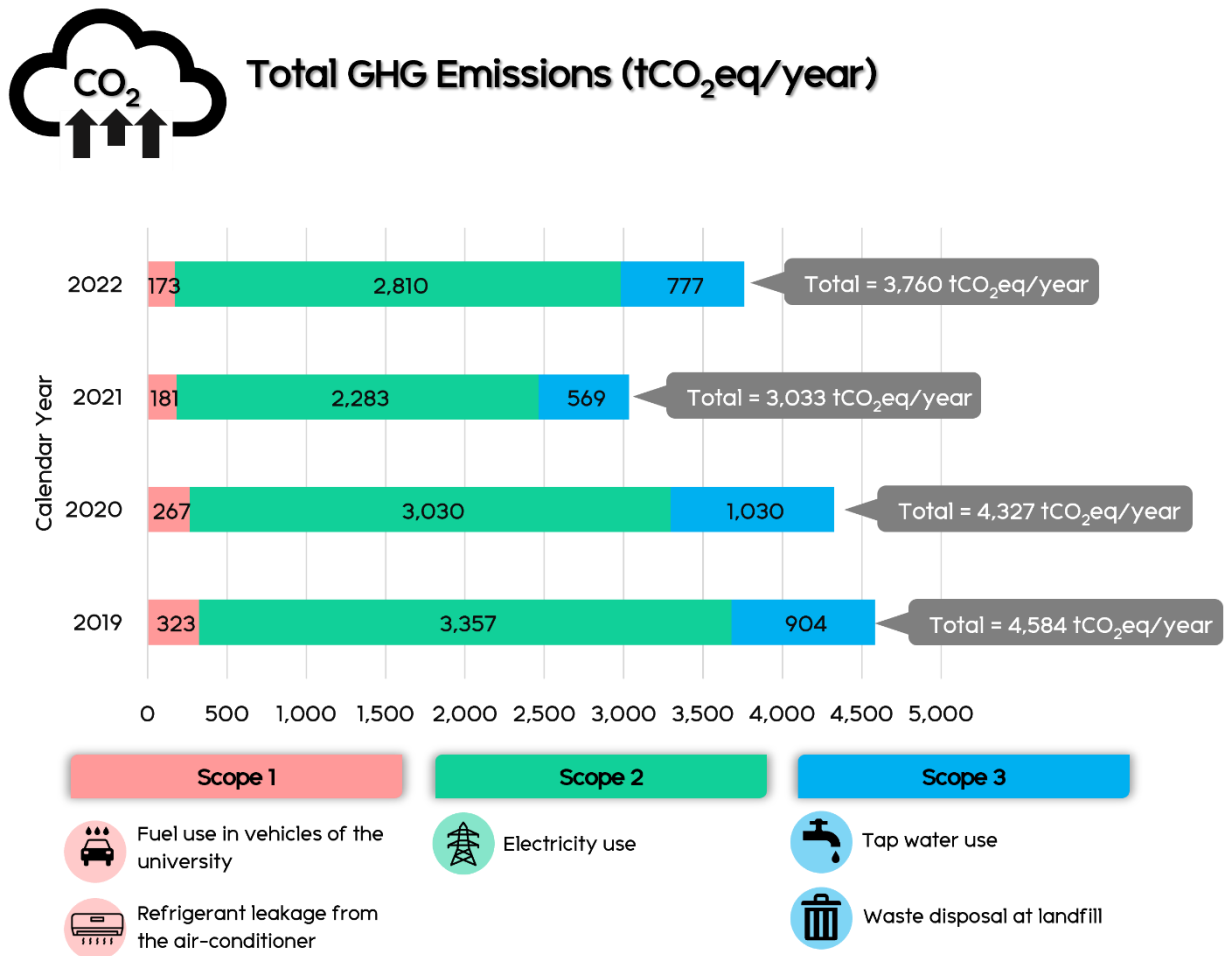 CO₂
Total GHG Emissions (tCO₂eq/year)
Calendar Year
2022
173
2,810
777
Total = 3,760 tCO₂eq/year
2021
181
2,283
569
Total = 3,033 tCO₂eq/year
2020
267
3,030
1,030
Total = 4,327 tCO₂eq/year
2019
323
3,357
904
Total = 4,584 tCO₂eq/year
0 500 1,000 1,500 2,000 2,500 3,000 3,500 4,000 4,500 5,000
Scope 1
Fuel use in vehicles of the
university
Refrigerant leakage from
the air-conditioner
Scope 2
Electricity use
Scope 3
Tap water use
Waste disposal at landfill